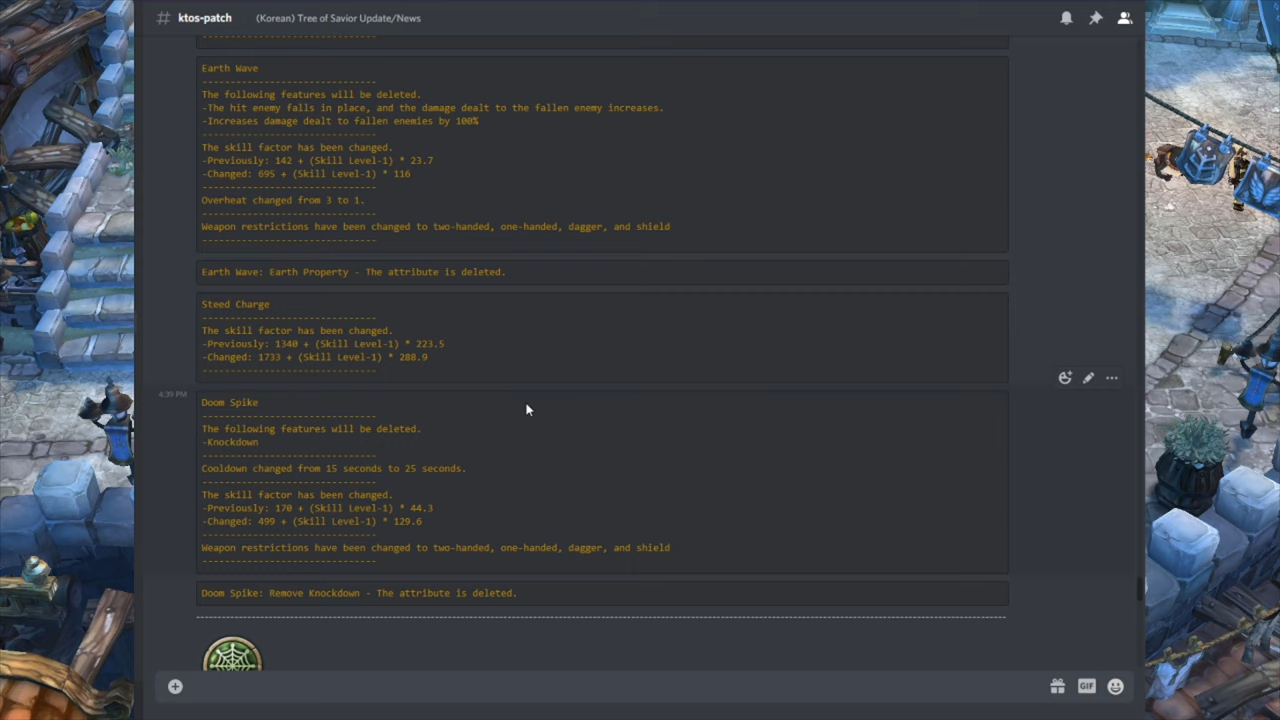 ktos-patch (Korean) Tree of Savior Update/News
------------------------------
Earth Wave
------------------------------
The following features will be deleted.
-The hit enemy falls in place, and the damage dealt to the fallen enemy increases.
-Increases damage dealt to fallen enemies by 100%
------------------------------
The skill factor has been changed.
-Previously: 142 + (Skill Level-1) * 23.7
-Changed: 695 + (Skill Level-1) * 116
------------------------------
Overheat changed from 3 to 1.
------------------------------
Weapon restrictions have been changed to two-handed, one-handed, dagger, and shield
------------------------------
Earth Wave: Earth Property - The attribute is deleted.
Steed Charge
------------------------------
The skill factor has been changed.
-Previously: 1340 + (Skill Level-1) * 223.5
-Changed: 1733 + (Skill Level-1) * 288.9
------------------------------
4:39 PM
Doom Spike
------------------------------
The following features will be deleted.
-Knockdown
------------------------------
Cooldown changed from 15 seconds to 25 seconds.
------------------------------
The skill factor has been changed.
-Previously: 170 + (Skill Level-1) * 44.3
-Changed: 499 + (Skill Level-1) * 129.6
------------------------------
Weapon restrictions have been changed to two-handed, one-handed, dagger, and shield
------------------------------
Doom Spike: Remove Knockdown - The attribute is deleted.
GIF